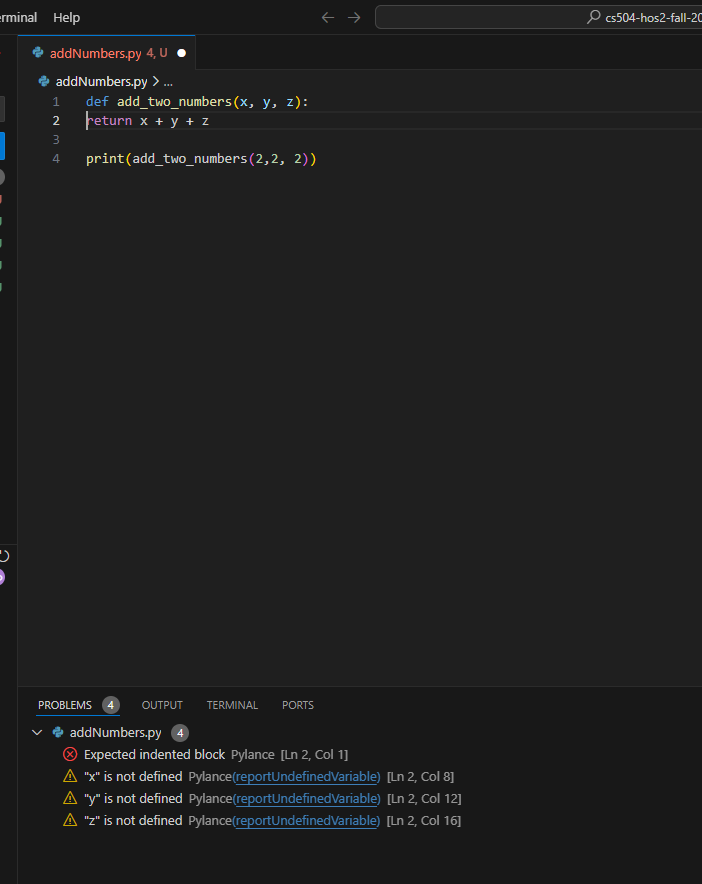 Help
cs504-hos2-fall-20
addNumbers.py 4, U
addNumbers.py > ...
1 def add_two_numbers(x, y, z):
2 return x + y + z
3
4 print(add_two_numbers(2,2, 2))
PROBLEMS 4 OUTPUT TERMINAL PORTS
addNumbers.py 4
Expected indented block Pylance [Ln 2, Col 1]
"x" is not defined Pylance(reportUndefinedVariable) [Ln 2, Col 8]
"y" is not defined Pylance(reportUndefinedVariable) [Ln 2, Col 12]
"z" is not defined Pylance(reportUndefinedVariable) [Ln 2, Col 16]